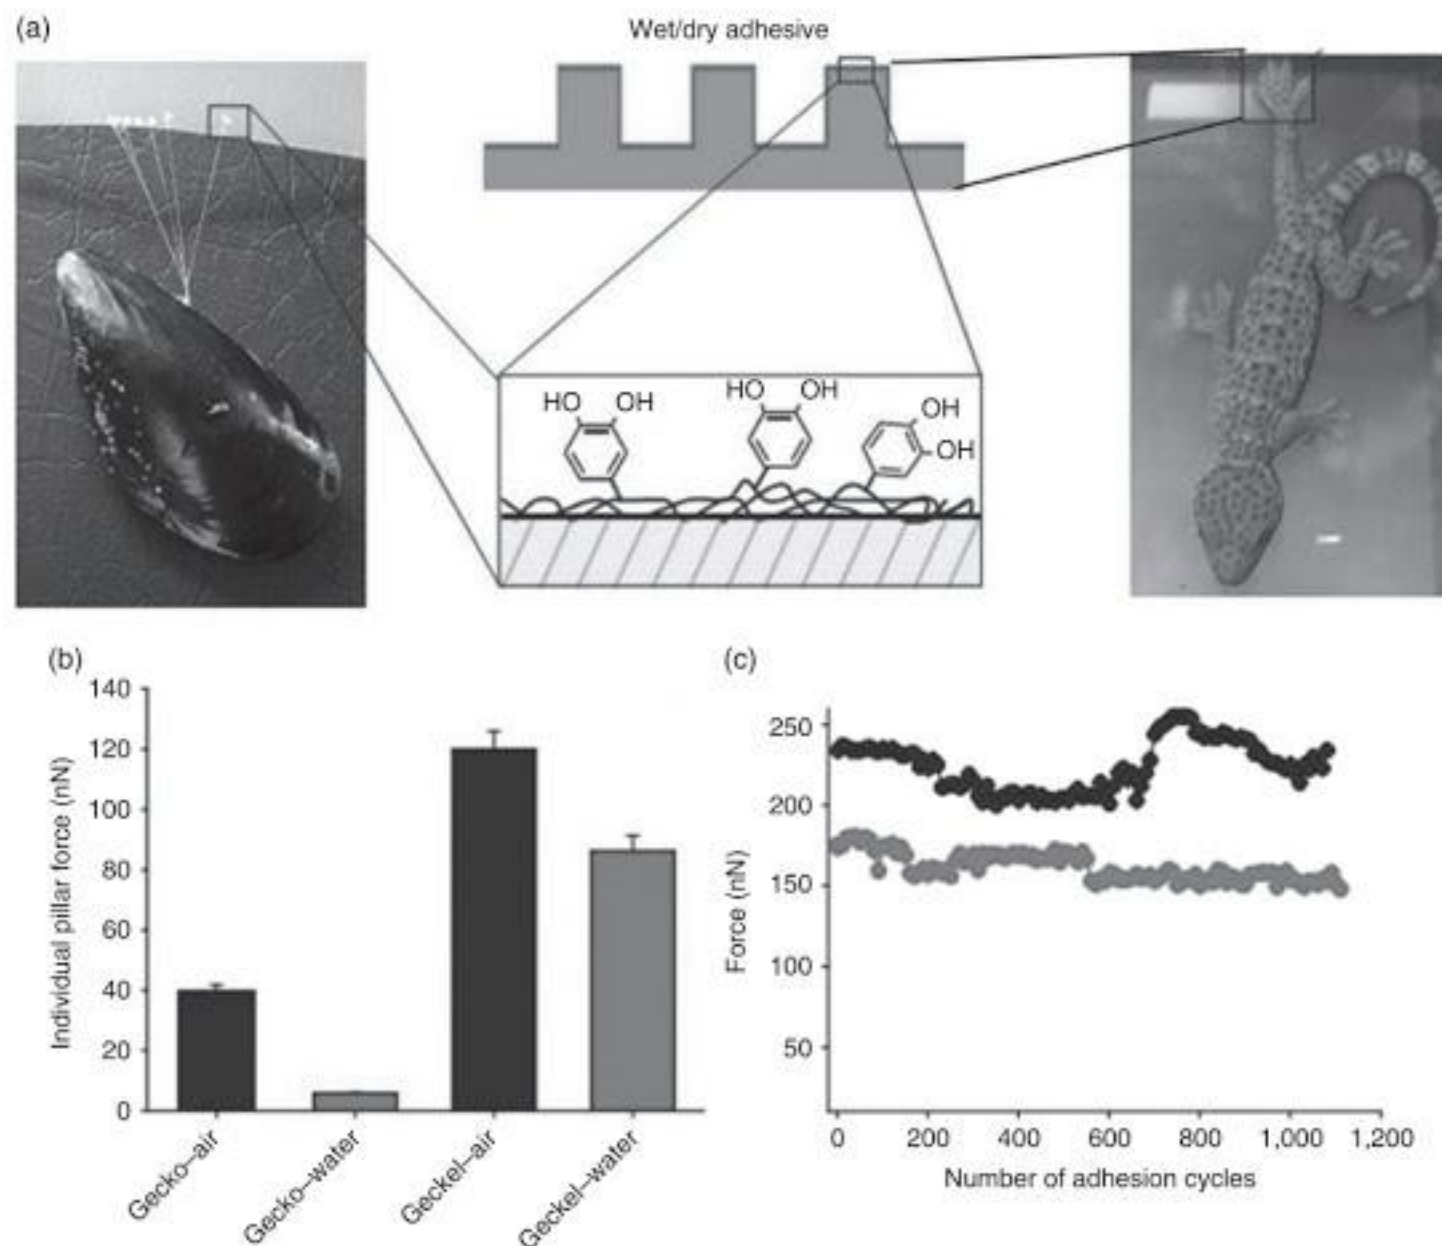 (a)
Wet/dry adhesive
HO OH
HO OH
OH
OH
(b)
Individual pillar force (nN)
140
120
100
80
60
40
20
0
Gecko–air
Gecko–water
Geckel–air
Geckel–water
(c)
Force (nN)
250
200
150
100
50
0 200 400 600 800 1,000 1,200
Number of adhesion cycles